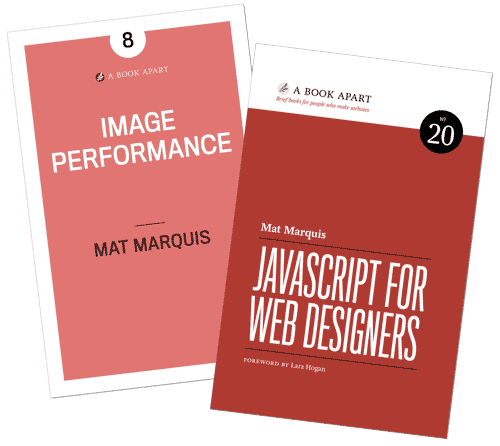 8
A BOOK APART
IMAGE
PERFORMANCE
MAT MARQUIS
A BOOK APART
Brief books for people who make websites
Nº
20
Mat Marquis
JAVASCRIPT FOR
WEB DESIGNERS
FOREWORD BY Lara Hogan